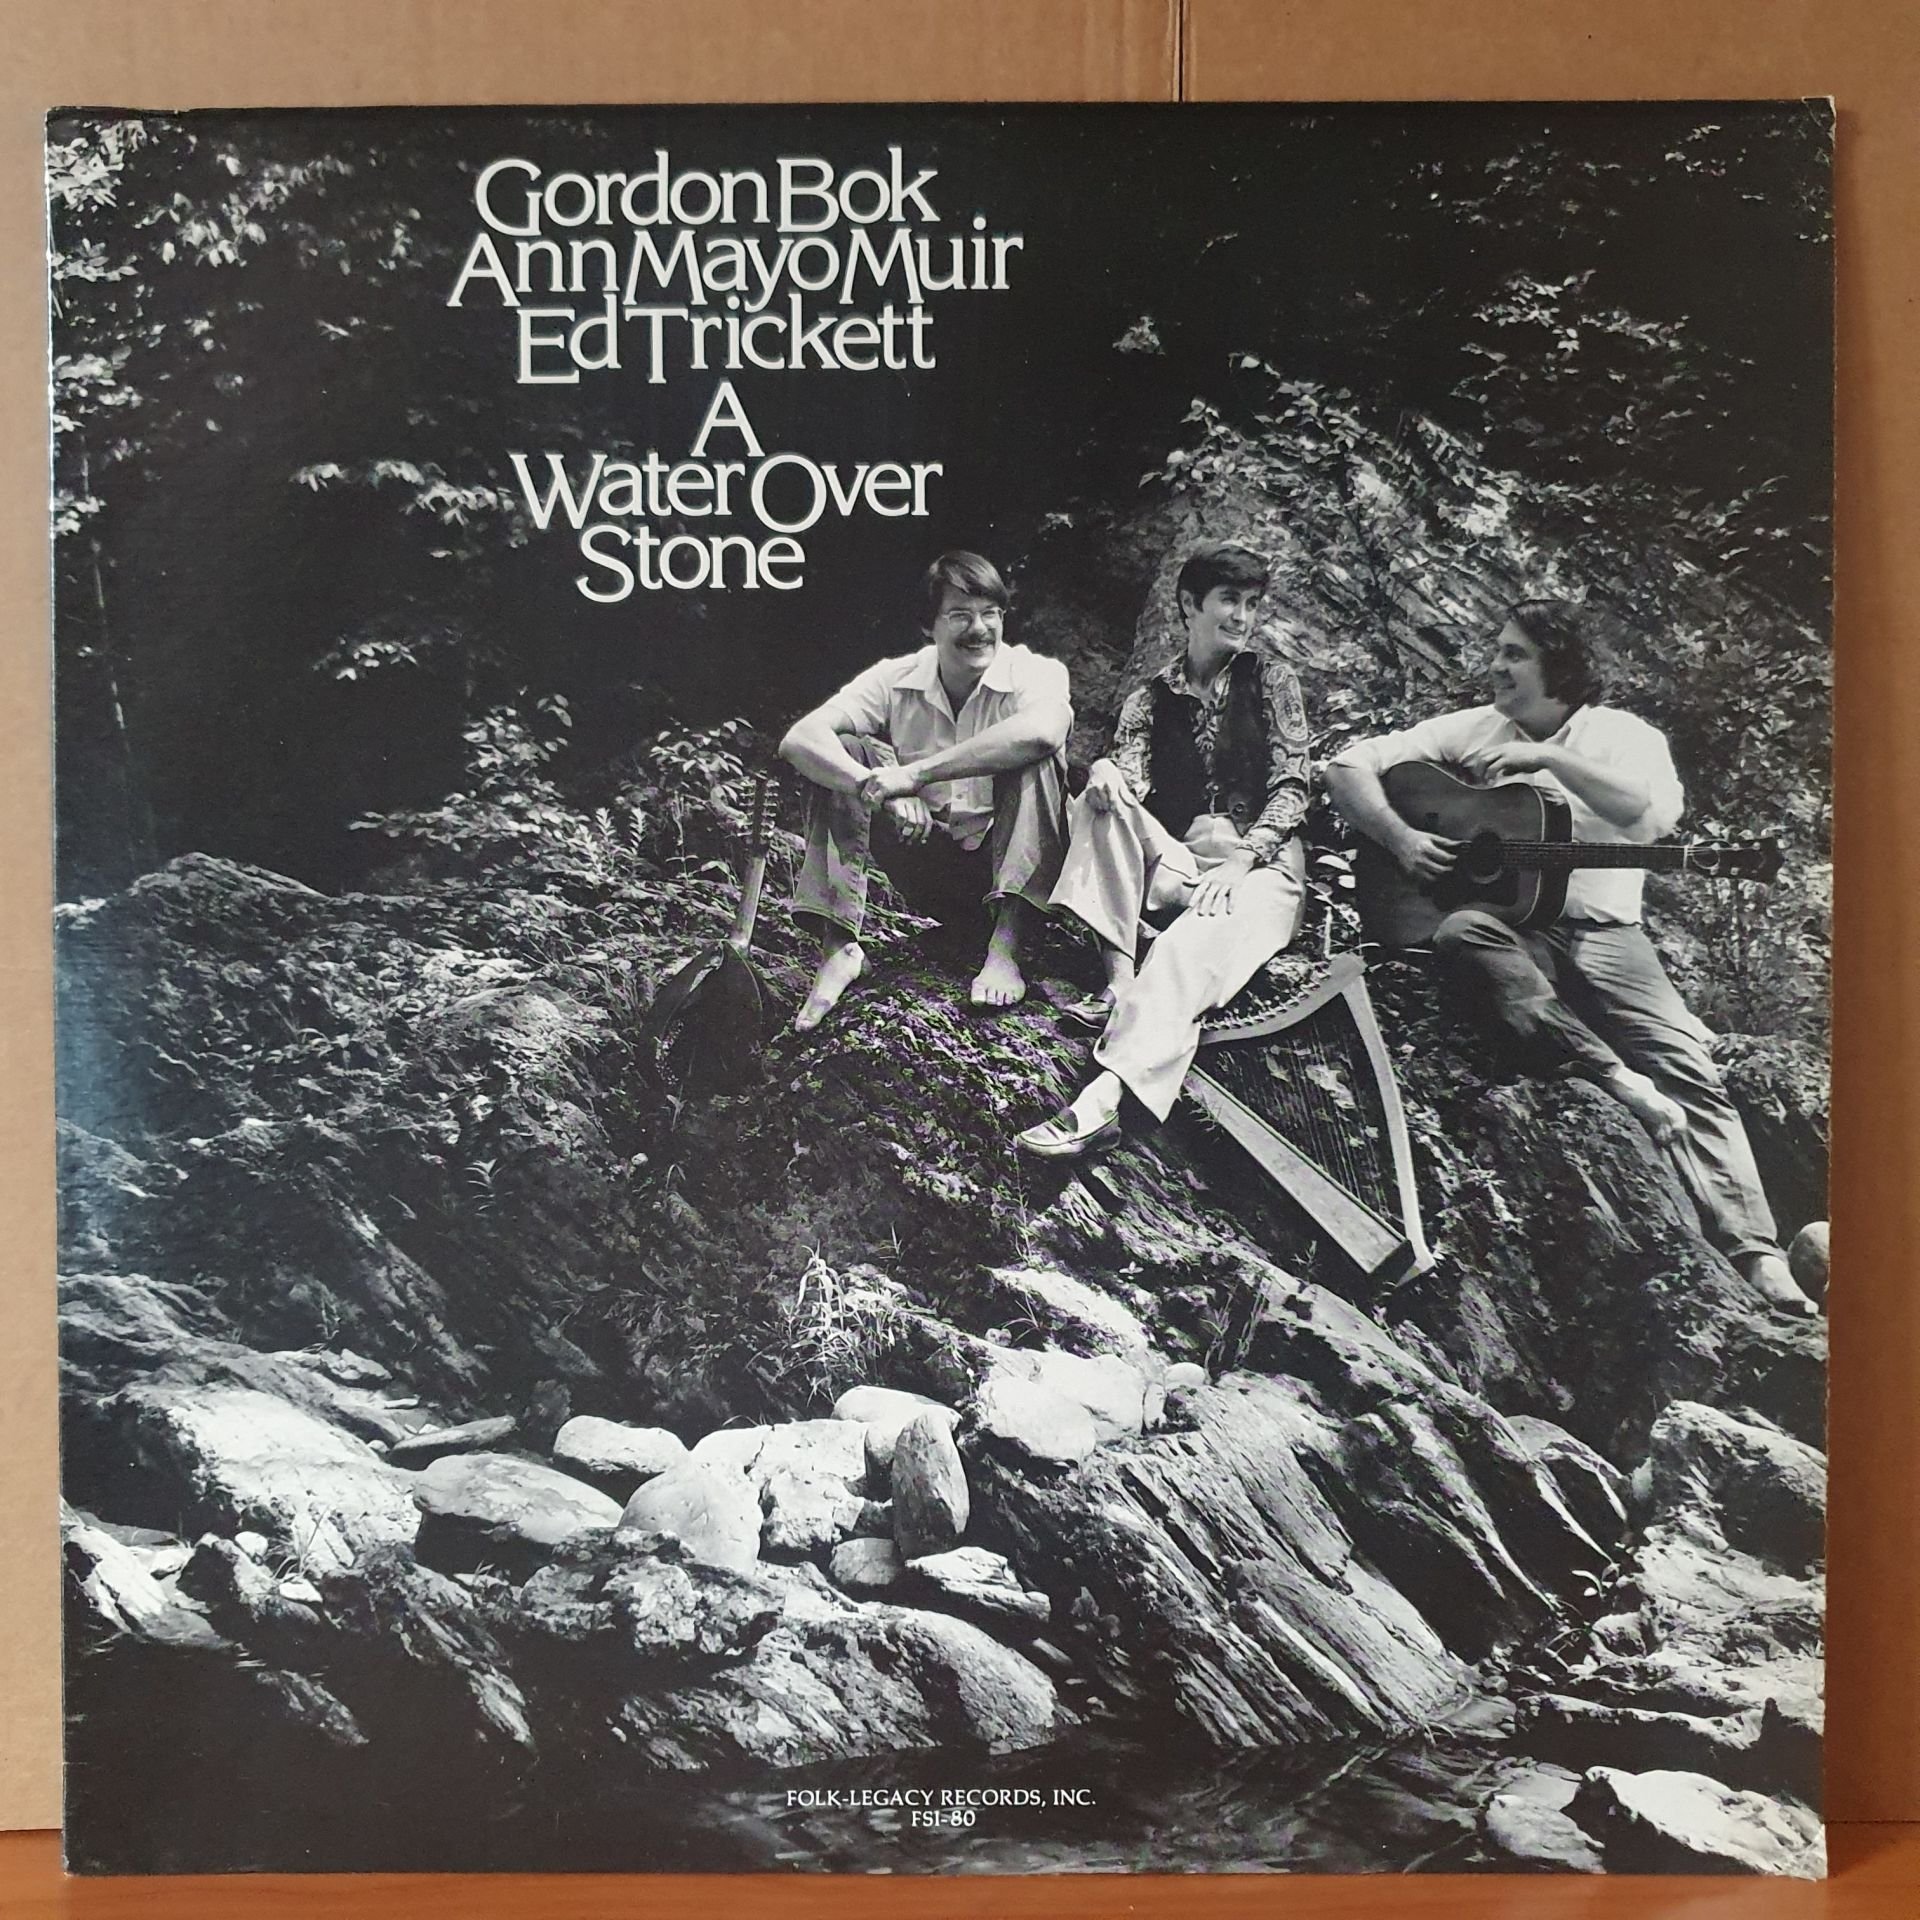 Gordon Bok
Ann Mayo Muir
Ed Trickett
A
Water Over
Stone
FOLK-LEGACY RECORDS, INC.
FSI-80